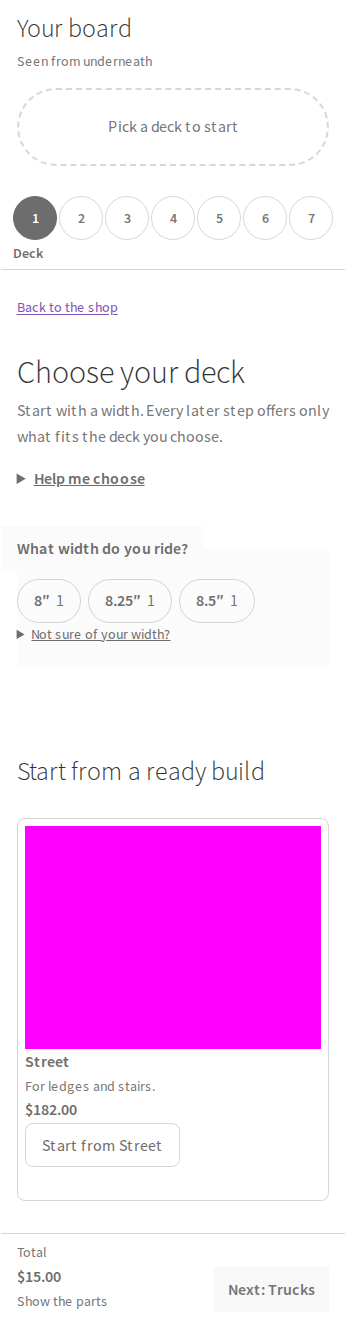 Your board
Seen from underneath
Pick a deck to start
1 2 3 4 5 6 7
Deck
Back to the shop
Choose your deck
Start with a width. Every later step offers only
what fits the deck you choose.
Help me choose
What width do you ride?
8″ 1 8.25″ 1 8.5″ 1
Not sure of your width?
Start from a ready build
Street
For ledges and stairs.
$182.00
Start from Street
Total
$15.00
Show the parts
Next: Trucks